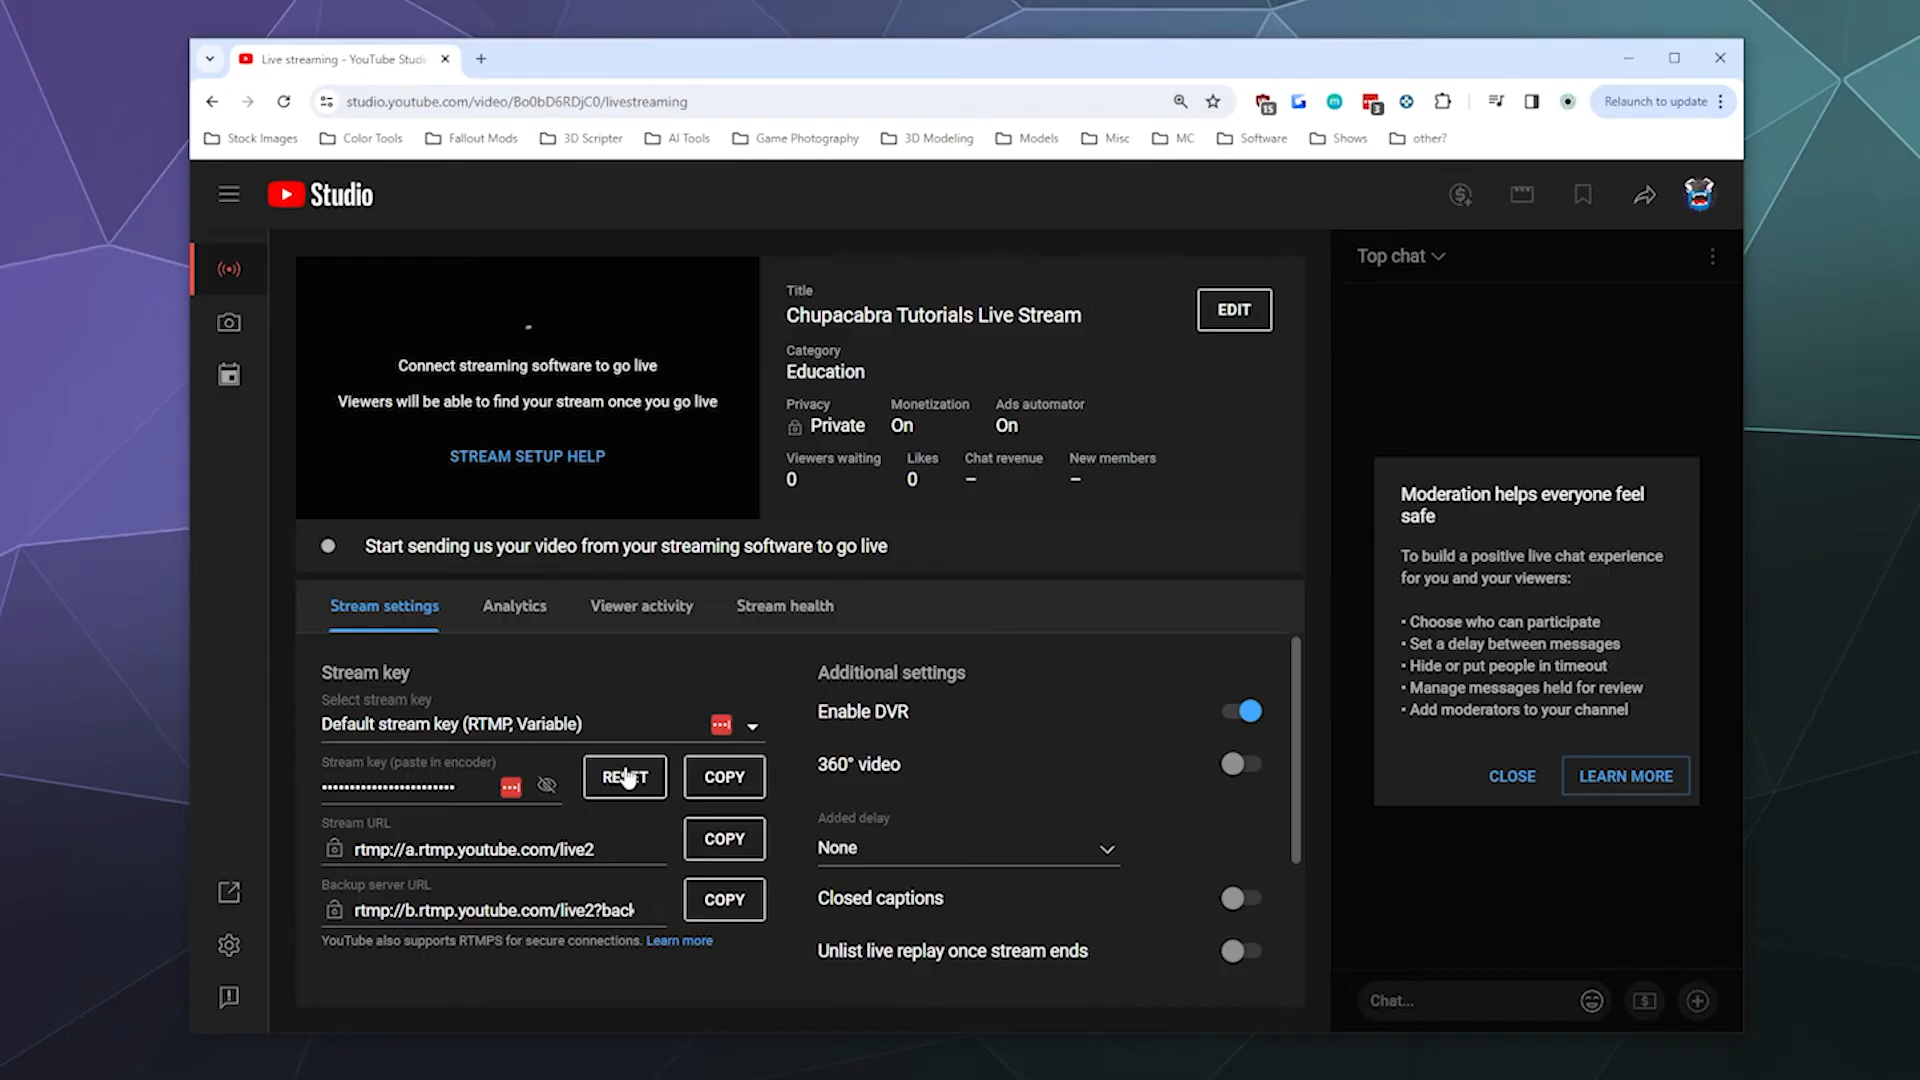 Live streaming - YouTube Studi
studio.youtube.com/video/Bo0bD6RDjC0/livestreaming
15
3
Relaunch to update
Stock Images
Color Tools
Fallout Mods
3D Scripter
AI Tools
Game Photography
3D Modeling
Models
Misc
MC
Software
Shows
other?
Studio
Connect streaming software to go live
Viewers will be able to find your stream once you go live
STREAM SETUP HELP
Title
Chupacabra Tutorials Live Stream
EDIT
Category
Education
Privacy Monetization Ads automator
Private On On
Viewers waiting Likes Chat revenue New members
0 0 – –
Start sending us your video from your streaming software to go live
Stream settings Analytics Viewer activity Stream health
Stream key
Select stream key
Default stream key (RTMP, Variable)
Stream key (paste in encoder)
••••••••••••••••••••••••
RESET
COPY
Stream URL
rtmp://a.rtmp.youtube.com/live2
COPY
Backup server URL
rtmp://b.rtmp.youtube.com/live2?back
COPY
YouTube also supports RTMPS for secure connections. Learn more
Additional settings
Enable DVR
360° video
Added delay
None
Closed captions
Unlist live replay once stream ends
Top chat
Moderation helps everyone feel
safe
To build a positive live chat experience
for you and your viewers:
• Choose who can participate
• Set a delay between messages
• Hide or put people in timeout
• Manage messages held for review
• Add moderators to your channel
CLOSE
LEARN MORE
Chat...